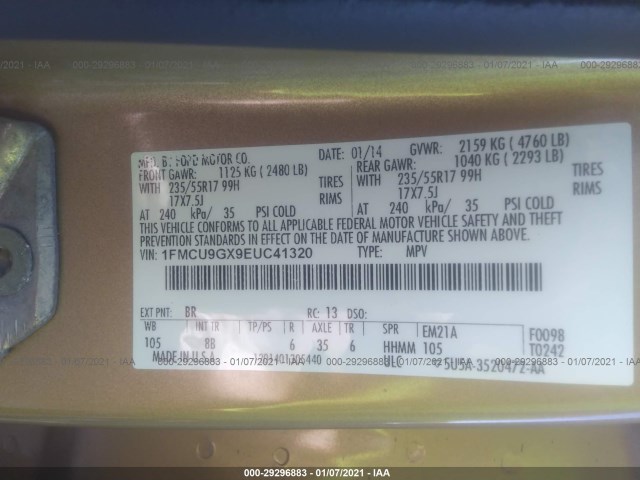 000-29296883 - 01/07/2021 - IAA
MFG. BY FORD MOTOR CO.
DATE: 01/14
GVWR: 2159 KG ( 4760 LB)
FRONT GAWR: 1125 KG ( 2480 LB)
REAR GAWR: 1040 KG ( 2293 LB)
WITH 235/55R17 99H TIRES
WITH 235/55R17 99H TIRES
17X7.5J RIMS
17X7.5J RIMS
AT 240 kPa/ 35 PSI COLD
AT 240 kPa/ 35 PSI COLD
THIS VEHICLE CONFORMS TO ALL APPLICABLE FEDERAL MOTOR VEHICLE SAFETY AND THEFT
PREVENTION STANDARDS IN EFFECT ON THE DATE OF MANUFACTURE SHOWN ABOVE.
VIN: 1FMCU9GX9EUC41320
TYPE: MPV
EXT PNT: BR RC: 13 DSO:
WB INT TR TP/PS R AXLE TR SPR EM21A F0098
105 8B 6 35 6 HHMM 105 T0242
MADE IN U.S.A. ULC 5U5A-3520472-AA
000-29296883 - 01/07/2021 - IAA